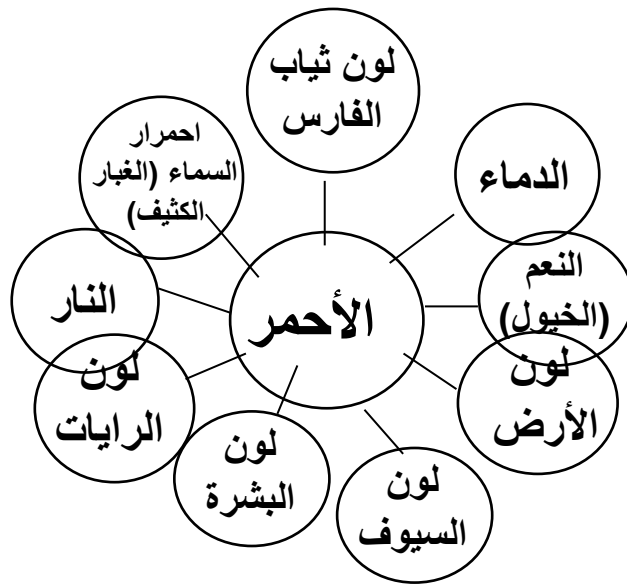 لون ثياب
الفارس
احمرار
السماء (الغبار
الكثيف)
الدماء
النعم
(الخيول)
النار
الأحمر
لون
الأرض
لون
الرايات
لون
البشرة
لون
السيوف